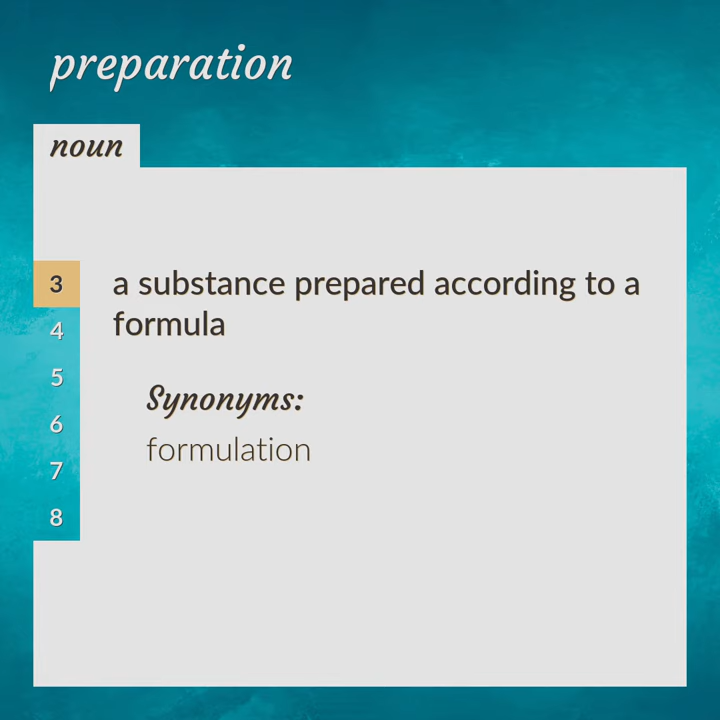 preparation
noun
3
a substance prepared according to a
formula
4
5
6
7
8
Synonyms:
formulation